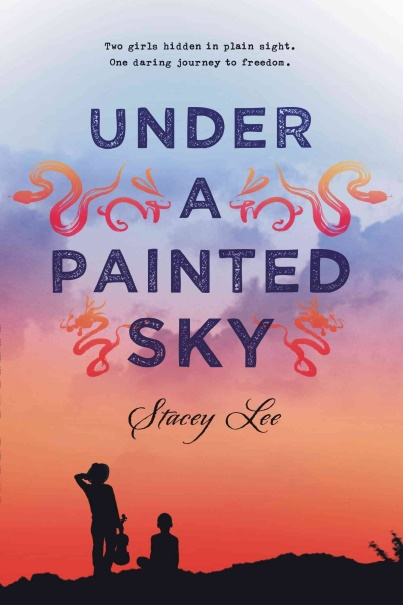 Two girls hidden in plain sight.
One daring journey to freedom.
UNDER
A
PAINTED
SKY
Stacey Lee